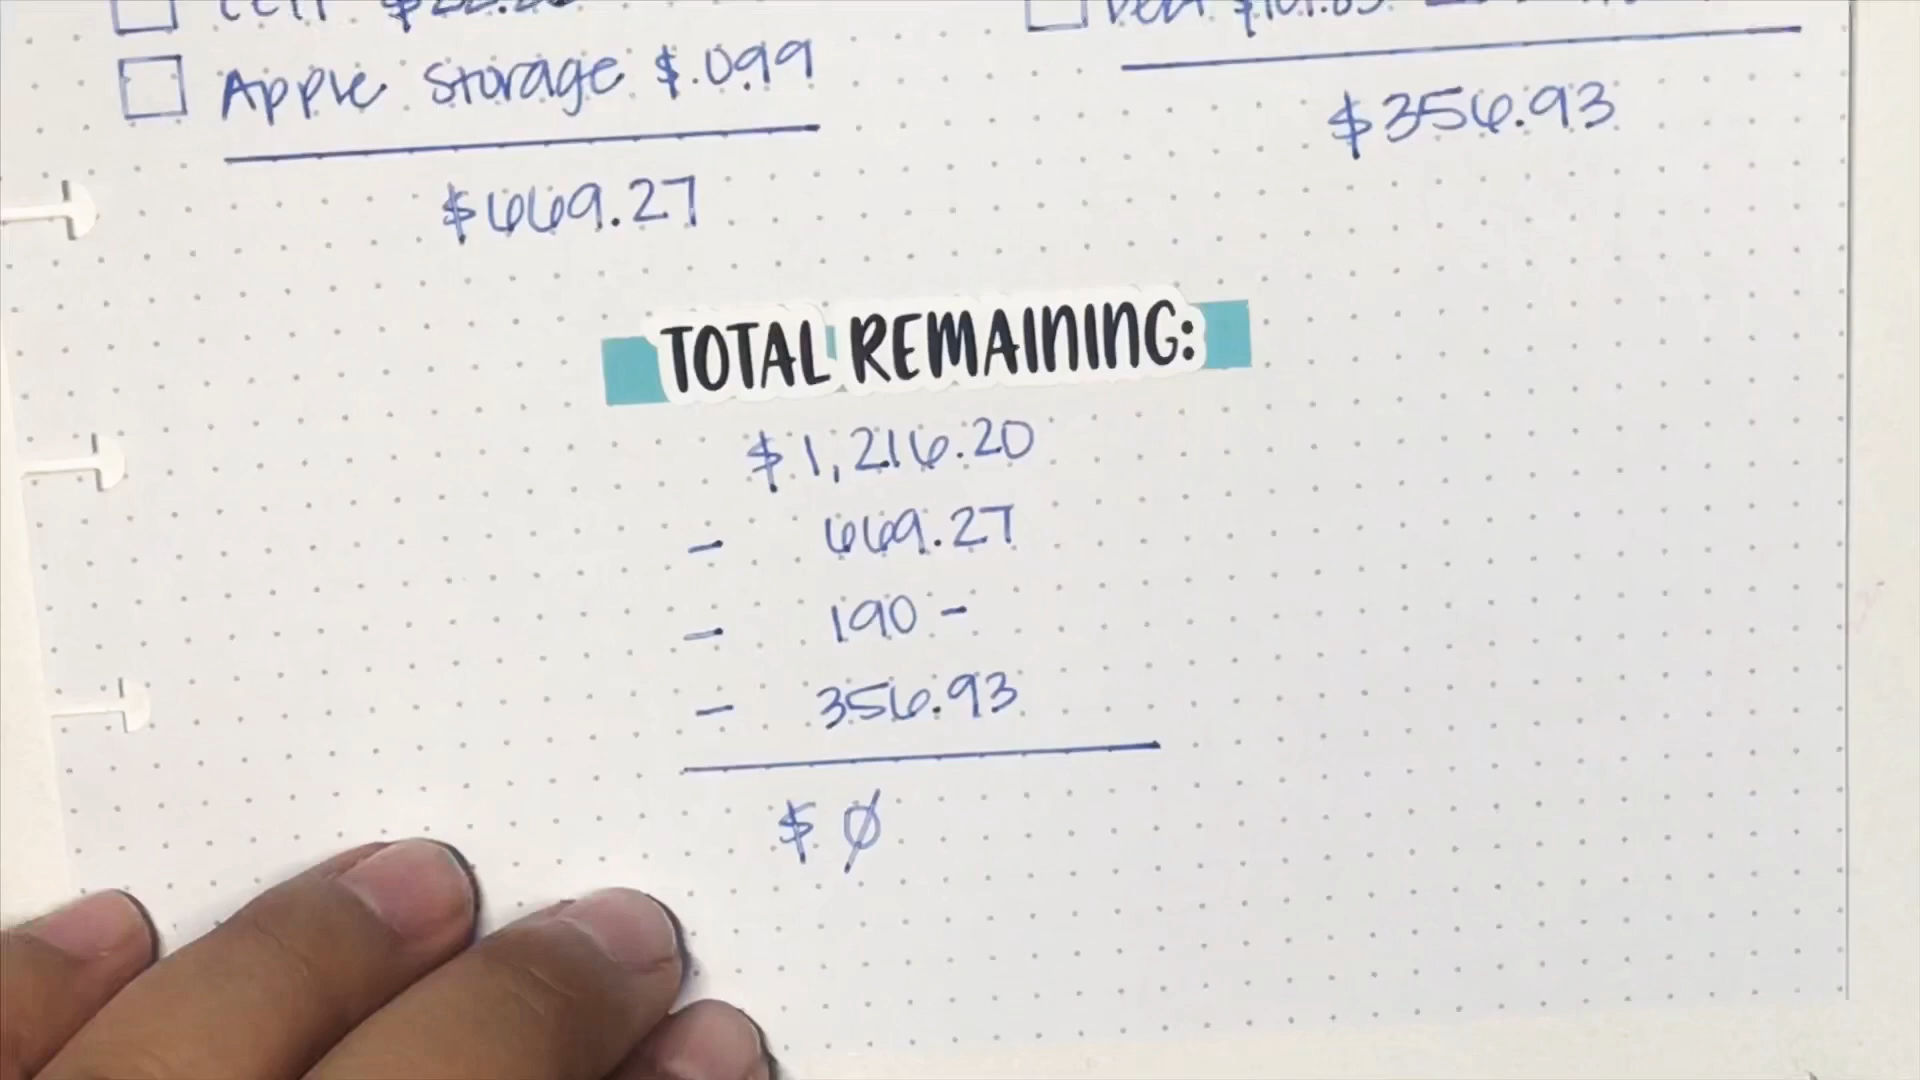 Apple Storage $.099
$669.27
$356.93
TOTAL REMAINING:
$1,216.20
- 669.27
- 190 -
- 356.93
$ 0